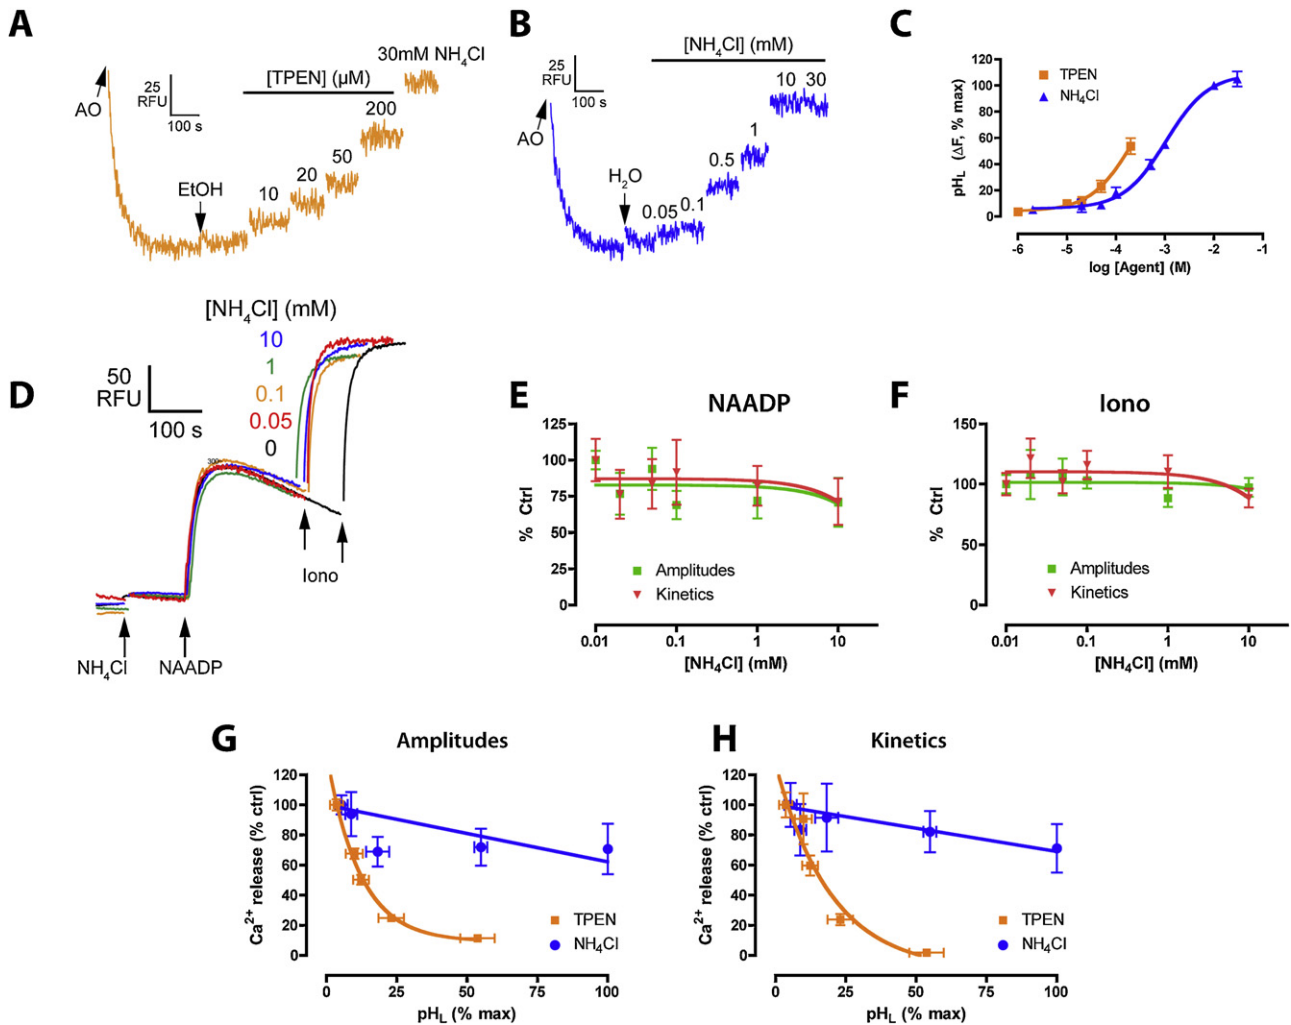 A
AO
25
RFU
100 s
EtOH
[TPEN] (µM)
10
20
50
200
30mM NH4Cl
B
AO
25
RFU
100 s
H2O
[NH4Cl] (mM)
0.05
0.1
0.5
1
10 30
C
TPEN
NH4Cl
pHL (ΔF, % max)
120
100
80
60
40
20
0
-6 -5 -4 -3 -2 -1
log [Agent] (M)
D
50
RFU
100 s
[NH4Cl] (mM)
10
1
0.1
0.05
0
300
Iono
NH4Cl
NAADP
E
NAADP
% Ctrl
125
100
75
50
25
0
Amplitudes
Kinetics
0.01 0.1 1 10
[NH4Cl] (mM)
F
Iono
% Ctrl
150
100
50
0
Amplitudes
Kinetics
0.01 0.1 1 10
[NH4Cl] (mM)
G
Amplitudes
Ca2+ release (% ctrl)
120
100
80
60
40
20
0
TPEN
NH4Cl
0 25 50 75 100
pHL (% max)
H
Kinetics
Ca2+ release (% ctrl)
120
100
80
60
40
20
0
TPEN
NH4Cl
0 25 50 75 100
pHL (% max)